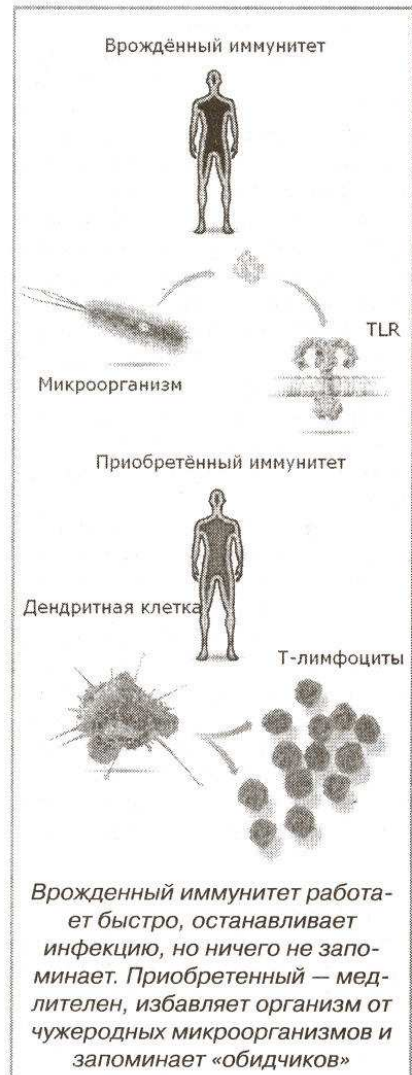 Врождённый иммунитет
TLR
Микроорганизм
Приобретённый иммунитет
Дендритная клетка
Т-лимфоциты
Врожденный иммунитет работа-
ет быстро, останавливает
инфекцию, но ничего не запо-
минает. Приобретенный — мед-
лителен, избавляет организм от
чужеродных микроорганизмов и
запоминает «обидчиков»